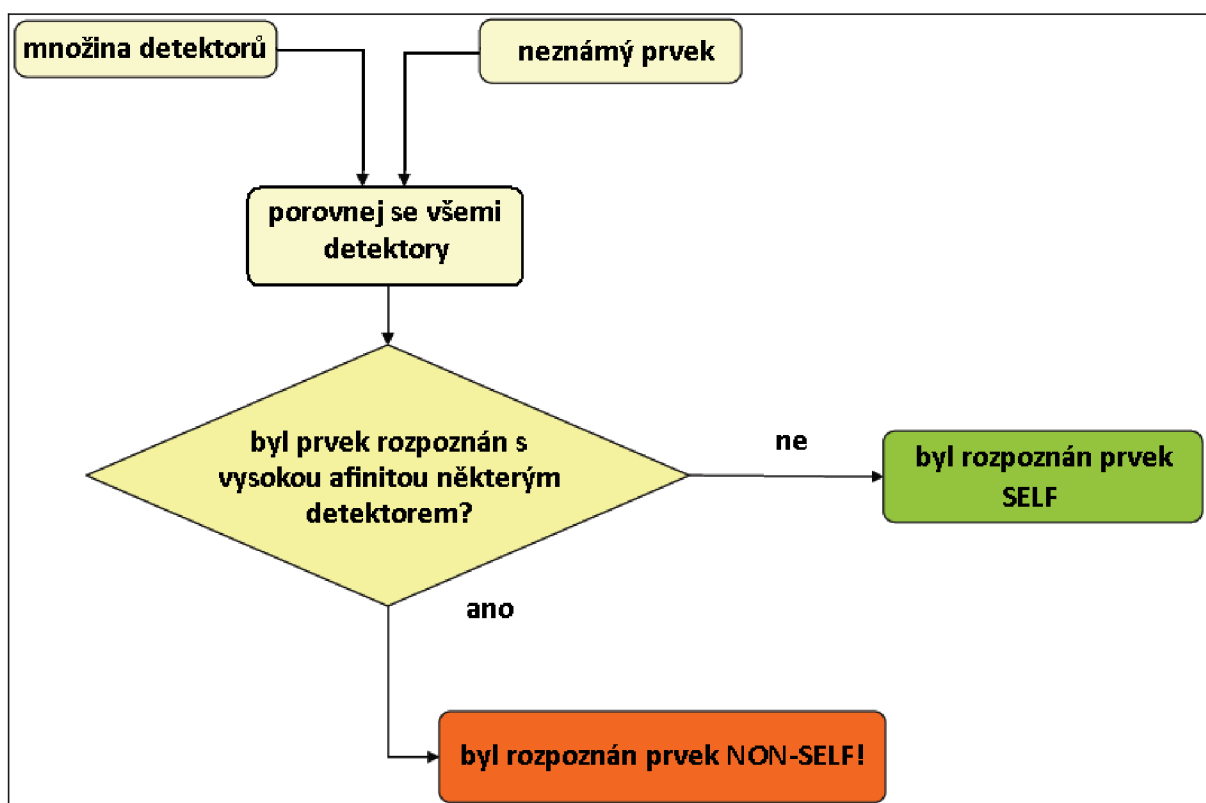 množina detektorů
neznámý prvek
porovnej se všemi
detektory
byl prvek rozpoznán s
vysokou afinitou některým
detektorem?
ne
byl rozpoznán prvek
SELF
ano
byl rozpoznán prvek NON-SELF!